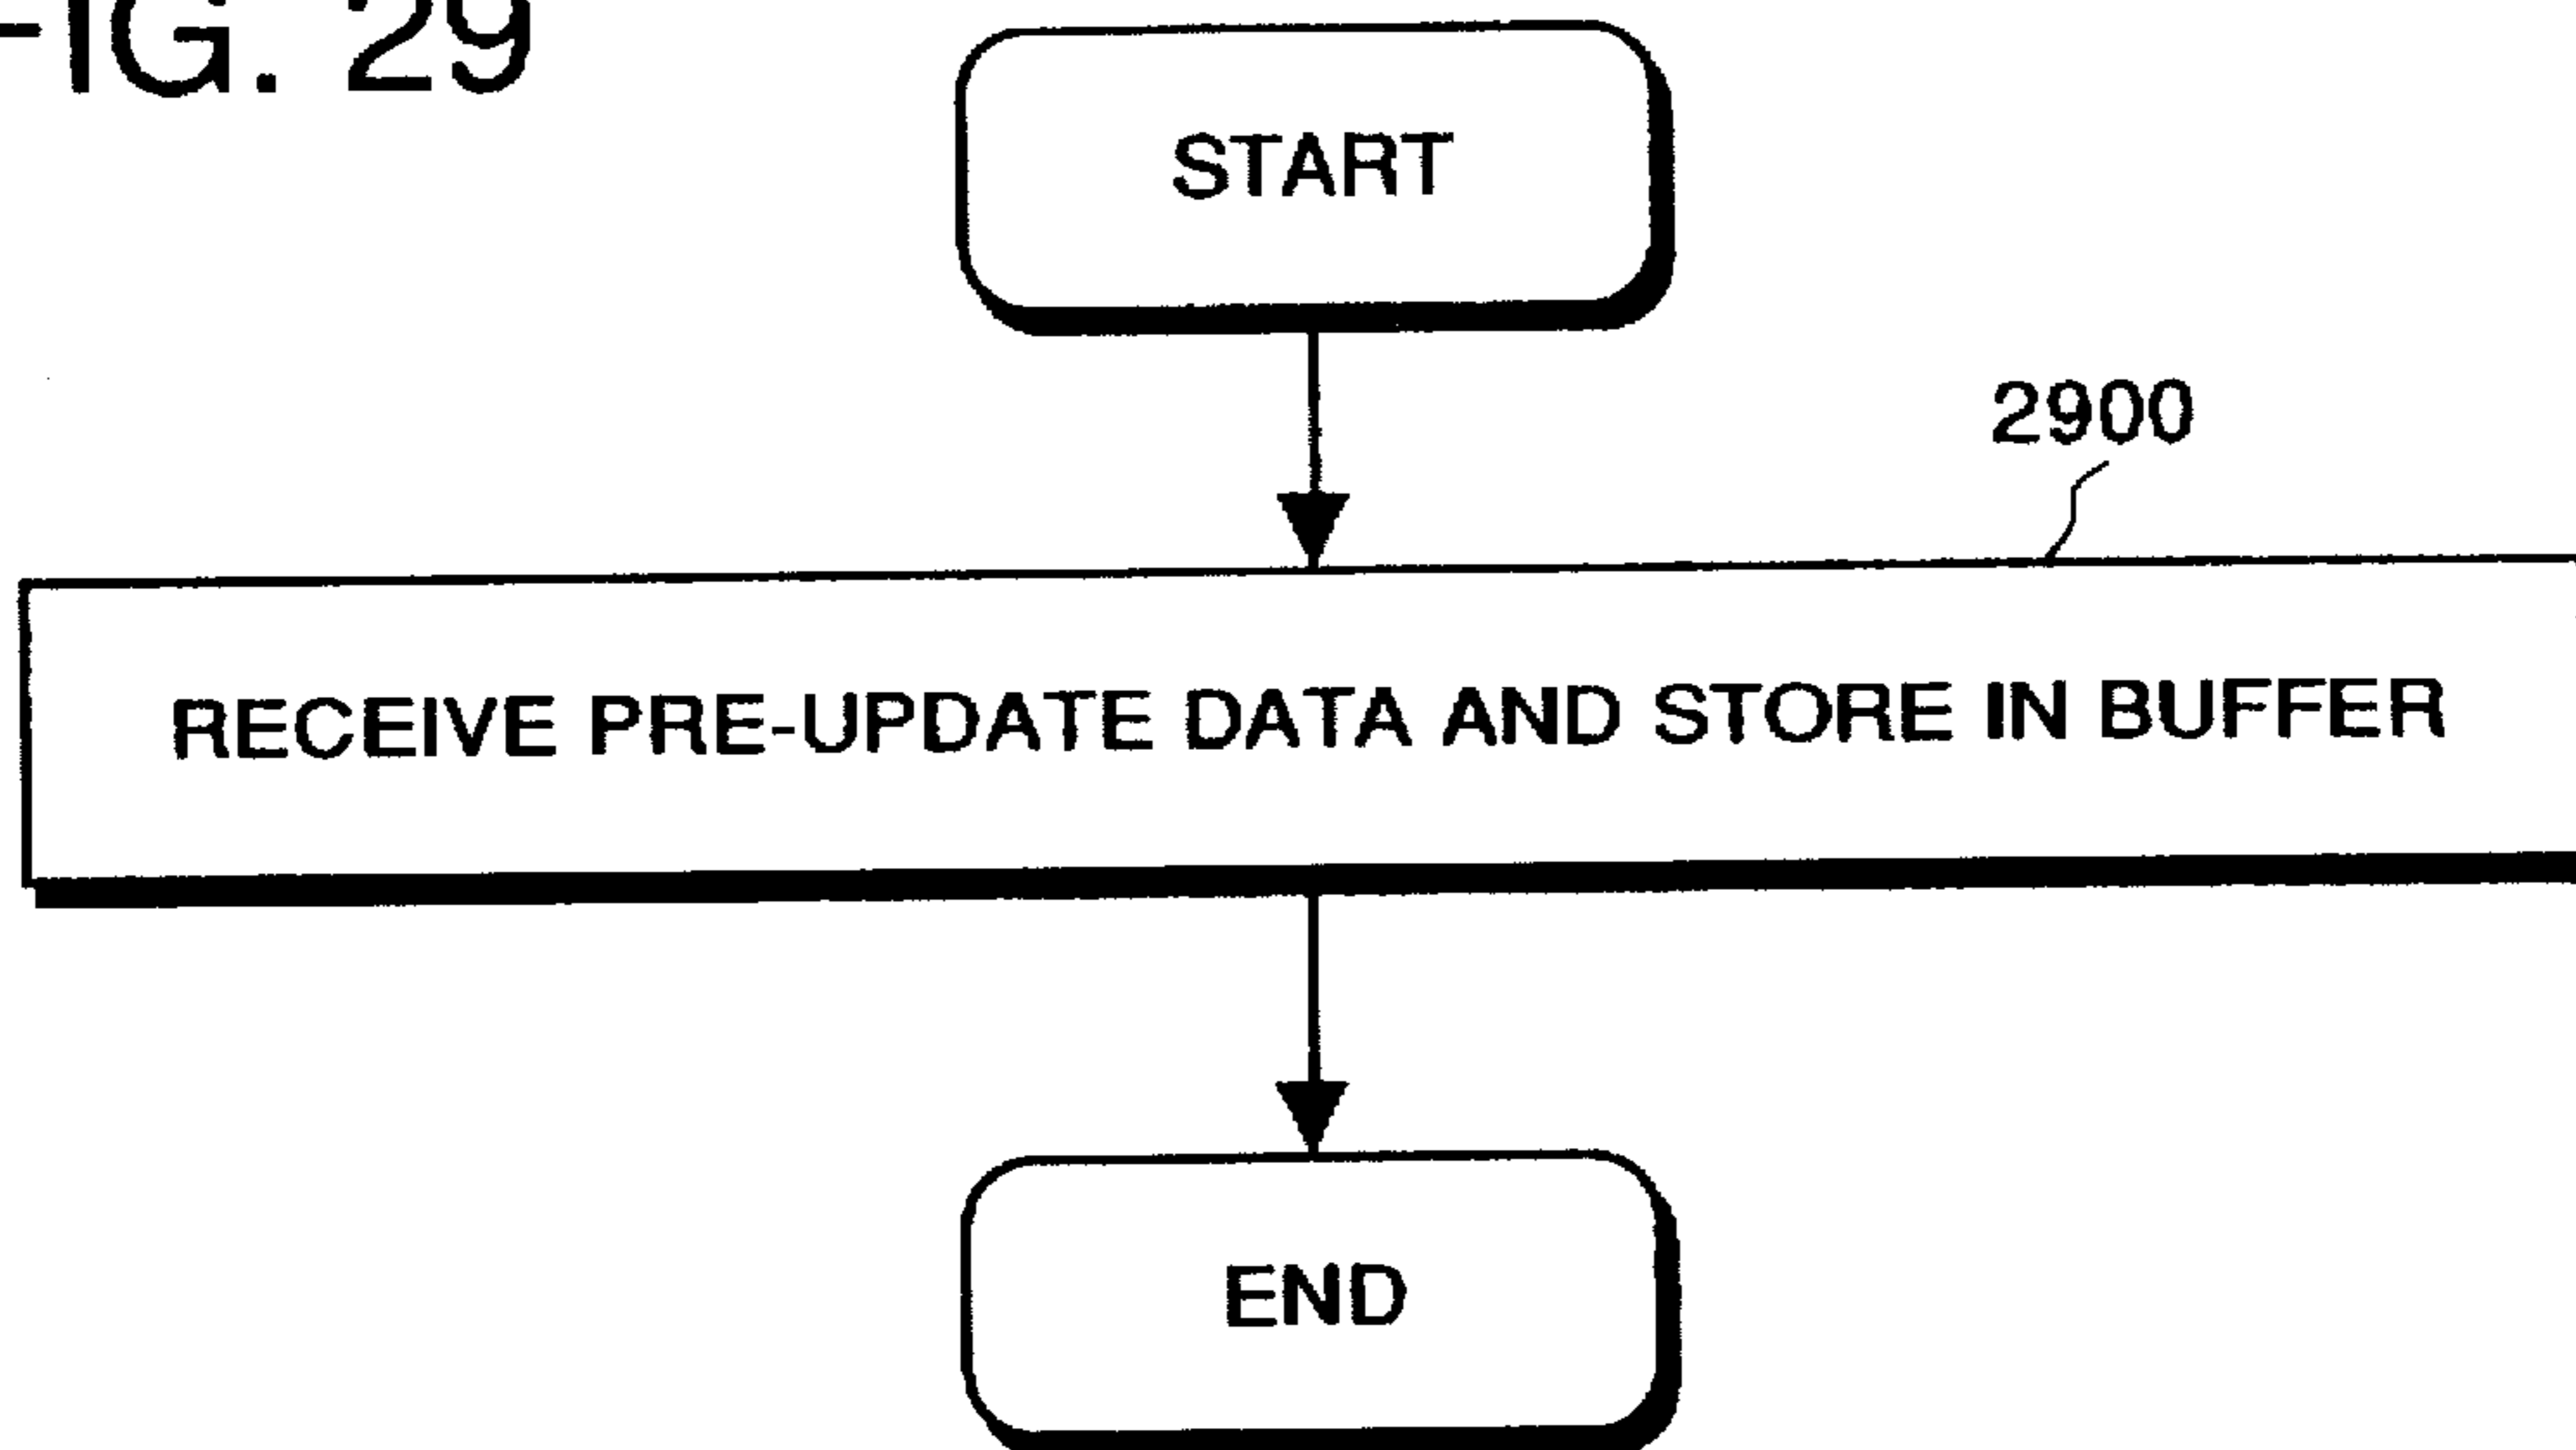 FIG. 29
START
2900
RECEIVE PRE-UPDATE DATA AND STORE IN BUFFER
END